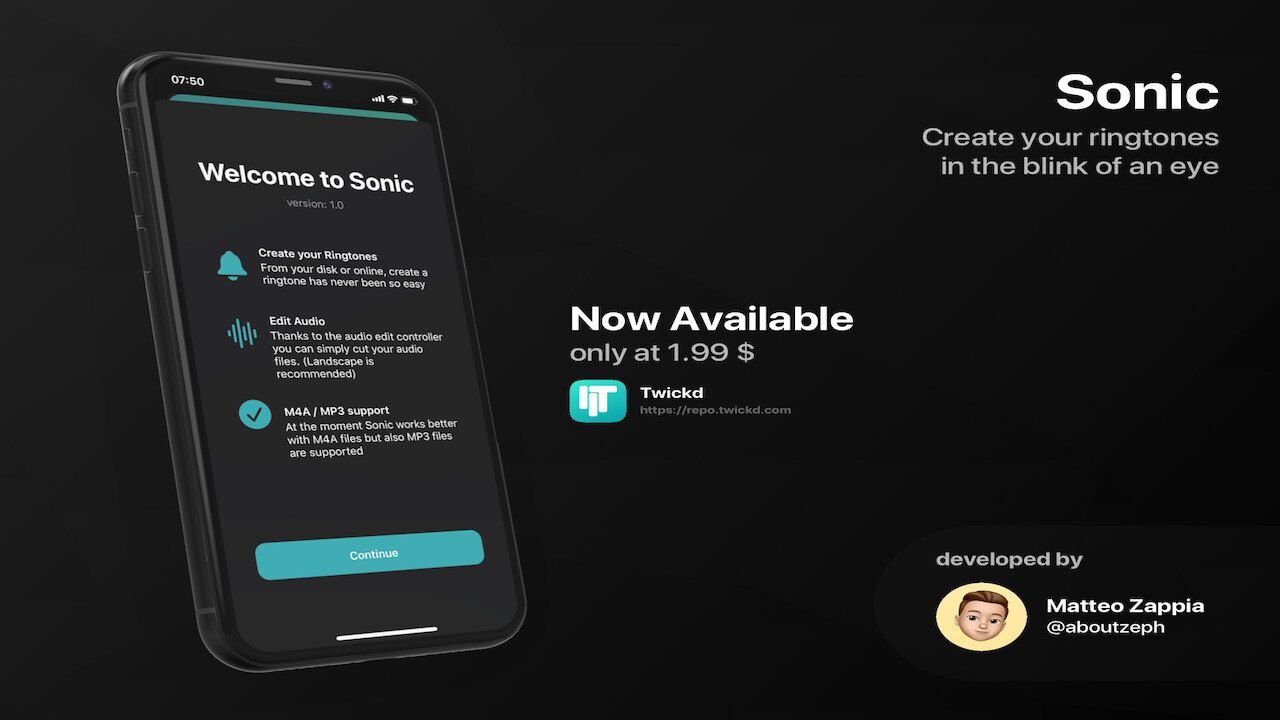 07:50
Welcome to Sonic
version: 1.0
Create your Ringtones
From your disk or online, create a
ringtone has never been so easy
Edit Audio
Thanks to the audio edit controller
you can simply cut your audio
files. (Landscape is
recommended)
M4A / MP3 support
At the moment Sonic works better
with M4A files but also MP3 files
are supported
Continue
Sonic
Create your ringtones
in the blink of an eye
Now Available
only at 1.99 $
Twickd
https://repo.twickd.com
developed by
Matteo Zappia
@aboutzeph